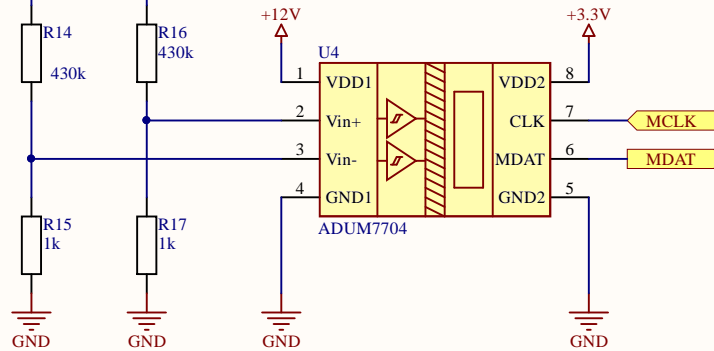 +12V
+3.3V
R14
430k
R16
430k
U4
1 VDD1
2 Vin+
3 Vin-
4 GND1
VDD2 8
CLK 7
MDAT 6
GND2 5
MCLK
MDAT
R15
1k
R17
1k
ADUM7704
GND
GND
GND
GND